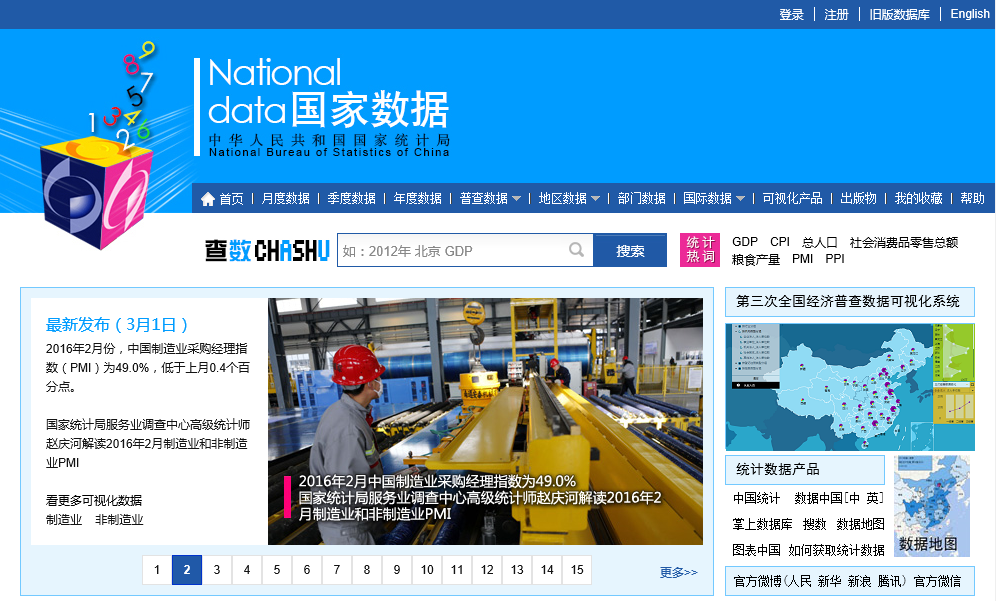 登录 | 注册 | 旧版数据库 | English
9
8
7
5
1 3 4
2 6
National
data国家数据
中华人民共和国国家统计局
National Bureau of Statistics of China
首页 | 月度数据 | 季度数据 | 年度数据 | 普查数据 | 地区数据 | 部门数据 | 国际数据 | 可视化产品 | 出版物 | 我的收藏 | 帮助
查数CHASHU 如：2012年 北京 GDP 搜索
统计
热词
GDP CPI 总人口 社会消费品零售总额
粮食产量 PMI PPI
最新发布（3月1日）
2016年2月份，中国制造业采购经理指
数（PMI）为49.0%，低于上月0.4个百
分点。
国家统计局服务业调查中心高级统计师
赵庆河解读2016年2月制造业和非制造
业PMI
看更多可视化数据
制造业 非制造业
2016年2月中国制造业采购经理指数为49.0%
国家统计局服务业调查中心高级统计师赵庆河解读2016年2
月制造业和非制造业PMI
1 2 3 4 5 6 7 8 9 10 11 12 13 14 15
更多>>
第三次全国经济普查数据可视化系统
统计数据产品
中国统计 数据中国[中 英]
掌上数据库 搜数 数据地图
图表中国 如何获取统计数据
数据地图
官方微博(人民 新华 新浪 腾讯) 官方微信